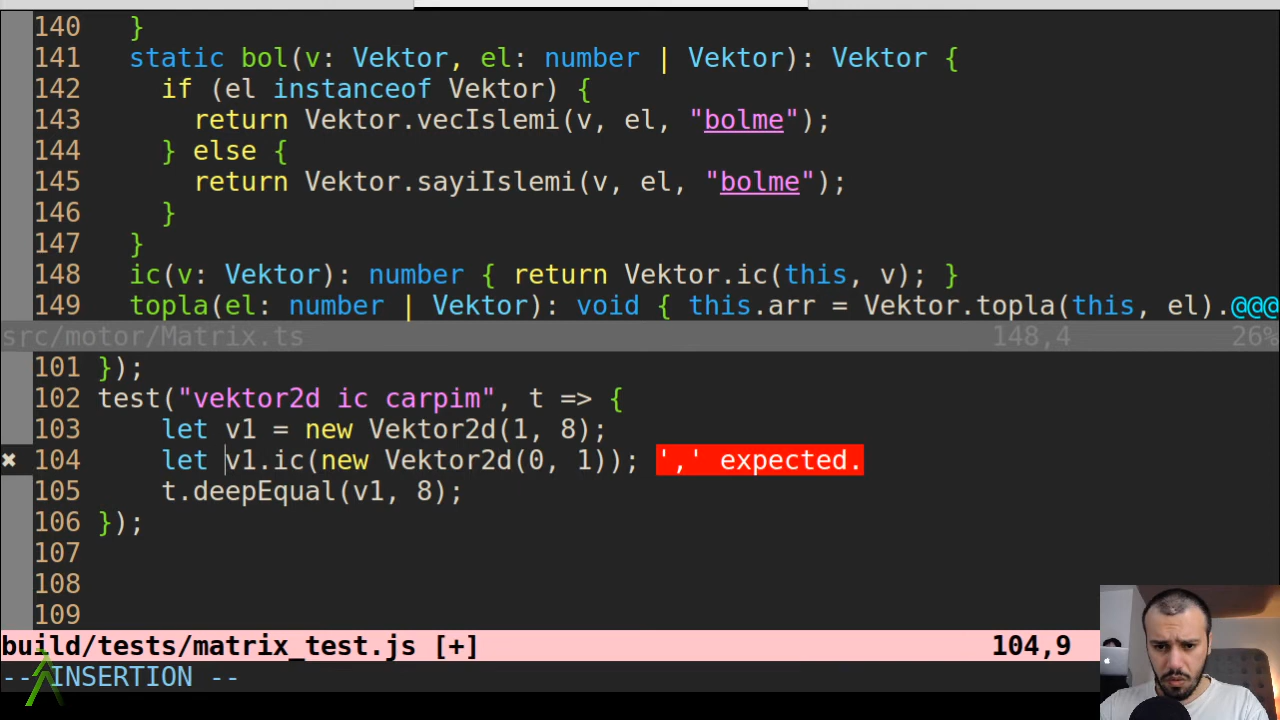 140   }
141   static bol(v: Vektor, el: number | Vektor): Vektor {
142     if (el instanceof Vektor) {
143       return Vektor.vecIslemi(v, el, "bolme");
144     } else {
145       return Vektor.sayiIslemi(v, el, "bolme");
146     }
147   }
148   ic(v: Vektor): number { return Vektor.ic(this, v); }
149   topla(el: number | Vektor): void { this.arr = Vektor.topla(this, el).@@@
src/motor/Matrix.ts 148,4 26%
101 });
102 test("vektor2d ic carpim", t => {
103     let v1 = new Vektor2d(1, 8);
✖ 104     let v1.ic(new Vektor2d(0, 1)); ',' expected.
105     t.deepEqual(v1, 8);
106 });
107
108
109
build/tests/matrix_test.js [+] 104,9
-- INSERTION --